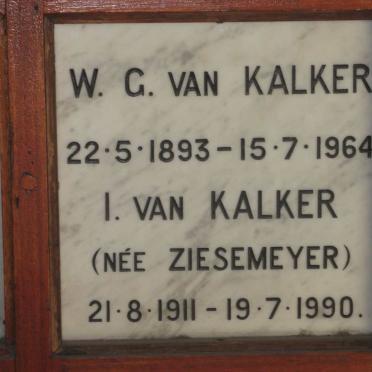 W. G. VAN KALKER
22·5·1893 – 15·7·1964
I. VAN KALKER
(NÉE ZIESEMEYER)
21·8·1911 – 19·7·1990.